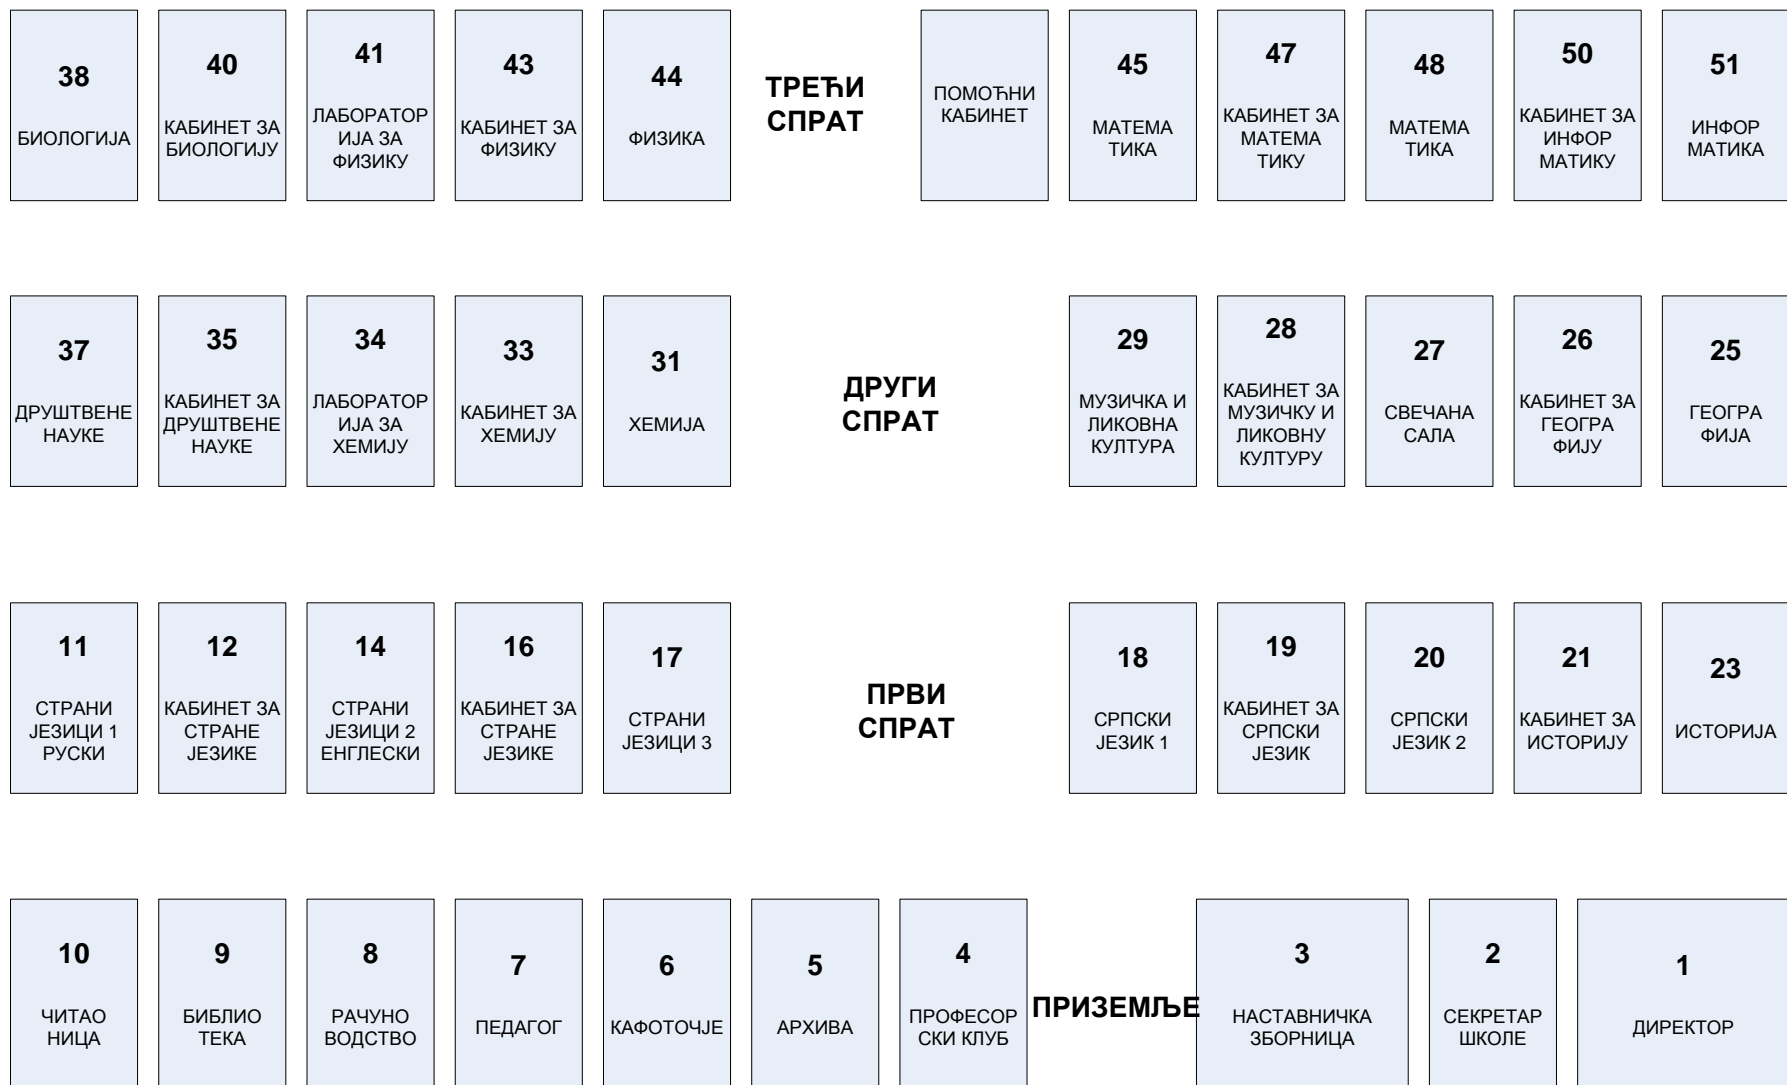 38
БИОЛОГИЈА
40
КАБИНЕТ ЗА
БИОЛОГИЈУ
41
ЛАБОРАТОР
ИЈА ЗА
ФИЗИКУ
43
КАБИНЕТ ЗА
ФИЗИКУ
44
ФИЗИКА
ТРЕЋИ
СПРАТ
ПОМОЋНИ
КАБИНЕТ
45
МАТЕМА
ТИКА
47
КАБИНЕТ ЗА
МАТЕМА
ТИКУ
48
МАТЕМА
ТИКА
50
КАБИНЕТ ЗА
ИНФОР
МАТИКУ
51
ИНФОР
МАТИКА
37
ДРУШТВЕНЕ
НАУКЕ
35
КАБИНЕТ ЗА
ДРУШТВЕНЕ
НАУКЕ
34
ЛАБОРАТОР
ИЈА ЗА
ХЕМИЈУ
33
КАБИНЕТ ЗА
ХЕМИЈУ
31
ХЕМИЈА
ДРУГИ
СПРАТ
29
МУЗИЧКА И
ЛИКОВНА
КУЛТУРА
28
КАБИНЕТ ЗА
МУЗИЧКУ И
ЛИКОВНУ
КУЛТУРУ
27
СВЕЧАНА
САЛА
26
КАБИНЕТ ЗА
ГЕОГРА
ФИЈУ
25
ГЕОГРА
ФИЈА
11
СТРАНИ
ЈЕЗИЦИ 1
РУСКИ
12
КАБИНЕТ ЗА
СТРАНЕ
ЈЕЗИКЕ
14
СТРАНИ
ЈЕЗИЦИ 2
ЕНГЛЕСКИ
16
КАБИНЕТ ЗА
СТРАНЕ
ЈЕЗИКЕ
17
СТРАНИ
ЈЕЗИЦИ 3
ПРВИ
СПРАТ
18
СРПСКИ
ЈЕЗИК 1
19
КАБИНЕТ ЗА
СРПСКИ
ЈЕЗИК
20
СРПСКИ
ЈЕЗИК 2
21
КАБИНЕТ ЗА
ИСТОРИЈУ
23
ИСТОРИЈА
10
ЧИТАО
НИЦА
9
БИБЛИО
ТЕКА
8
РАЧУНО
ВОДСТВО
7
ПЕДАГОГ
6
КАФОТОЧЈЕ
5
АРХИВА
4
ПРОФЕСОР
СКИ КЛУБ
ПРИЗЕМЉЕ
3
НАСТАВНИЧКА
ЗБОРНИЦА
2
СЕКРЕТАР
ШКОЛЕ
1
ДИРЕКТОР